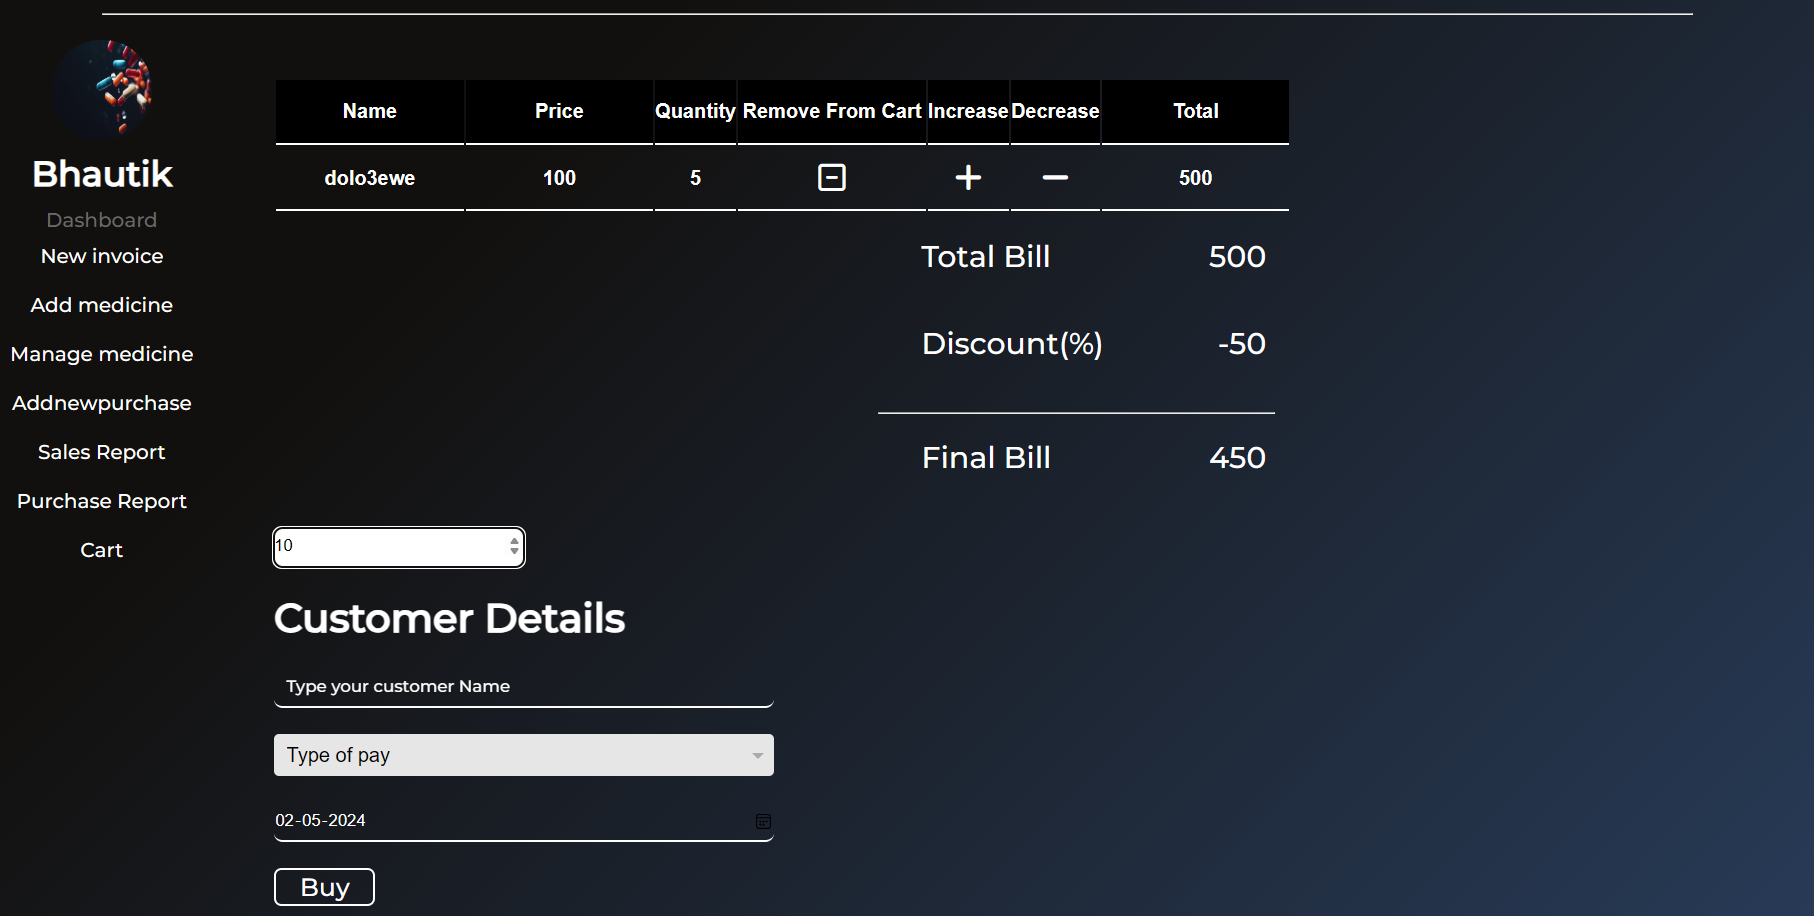 Bhautik
Dashboard
New invoice
Add medicine
Manage medicine
Addnewpurchase
Sales Report
Purchase Report
Cart
Name Price Quantity Remove From Cart Increase Decrease Total
dolo3ewe 100 5 500
Total Bill 500
Discount(%) -50
Final Bill 450
10
Customer Details
Type your customer Name
Type of pay
02-05-2024
Buy